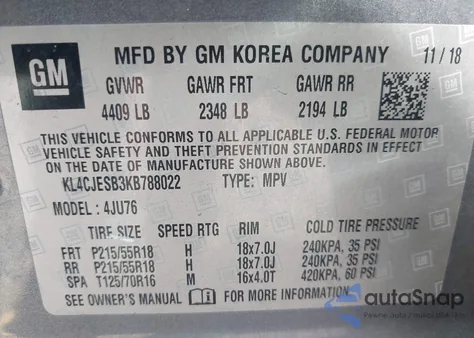 GM
MFD BY GM KOREA COMPANY 11/18
GVWR GAWR FRT GAWR RR
4409 LB 2348 LB 2194 LB
THIS VEHICLE CONFORMS TO ALL APPLICABLE U.S. FEDERAL MOTOR
VEHICLE SAFETY AND THEFT PREVENTION STANDARDS IN EFFECT ON
THE DATE OF MANUFACTURE SHOWN ABOVE.
KL4CJESB3KB788022 TYPE: MPV
MODEL: 4JU76
TIRE SIZE SPEED RTG RIM COLD TIRE PRESSURE
FRT P215/55R18 H 18x7.0J 240KPA, 35 PSI
RR P215/55R18 H 18x7.0J 240KPA, 35 PSI
SPA T125/70R16 M 16x4.0T 420KPA, 60 PSI
SEE OWNER'S MANUAL FOR MORE INFORMATION.
autoSnap